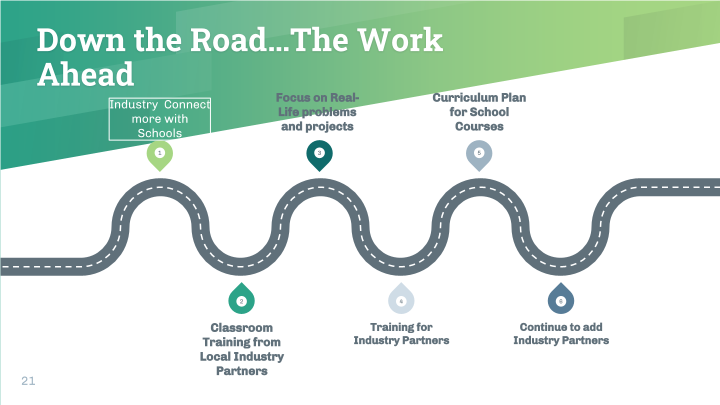 Down the Road...The Work
Ahead
Industry Connect
more with
Schools
Focus on Real-
Life problems
and projects
Curriculum Plan
for School
Courses
1
3
5
2
4
6
Classroom
Training from
Local Industry
Partners
Training for
Industry Partners
Continue to add
Industry Partners
21